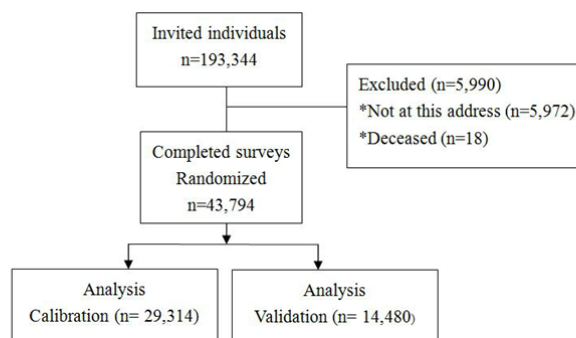 Invited individuals
n=193,344
Excluded (n=5,990)
*Not at this address (n=5,972)
*Deceased (n=18)
Completed surveys
Randomized
n=43,794
Analysis
Calibration (n= 29,314)
Analysis
Validation (n= 14,480)